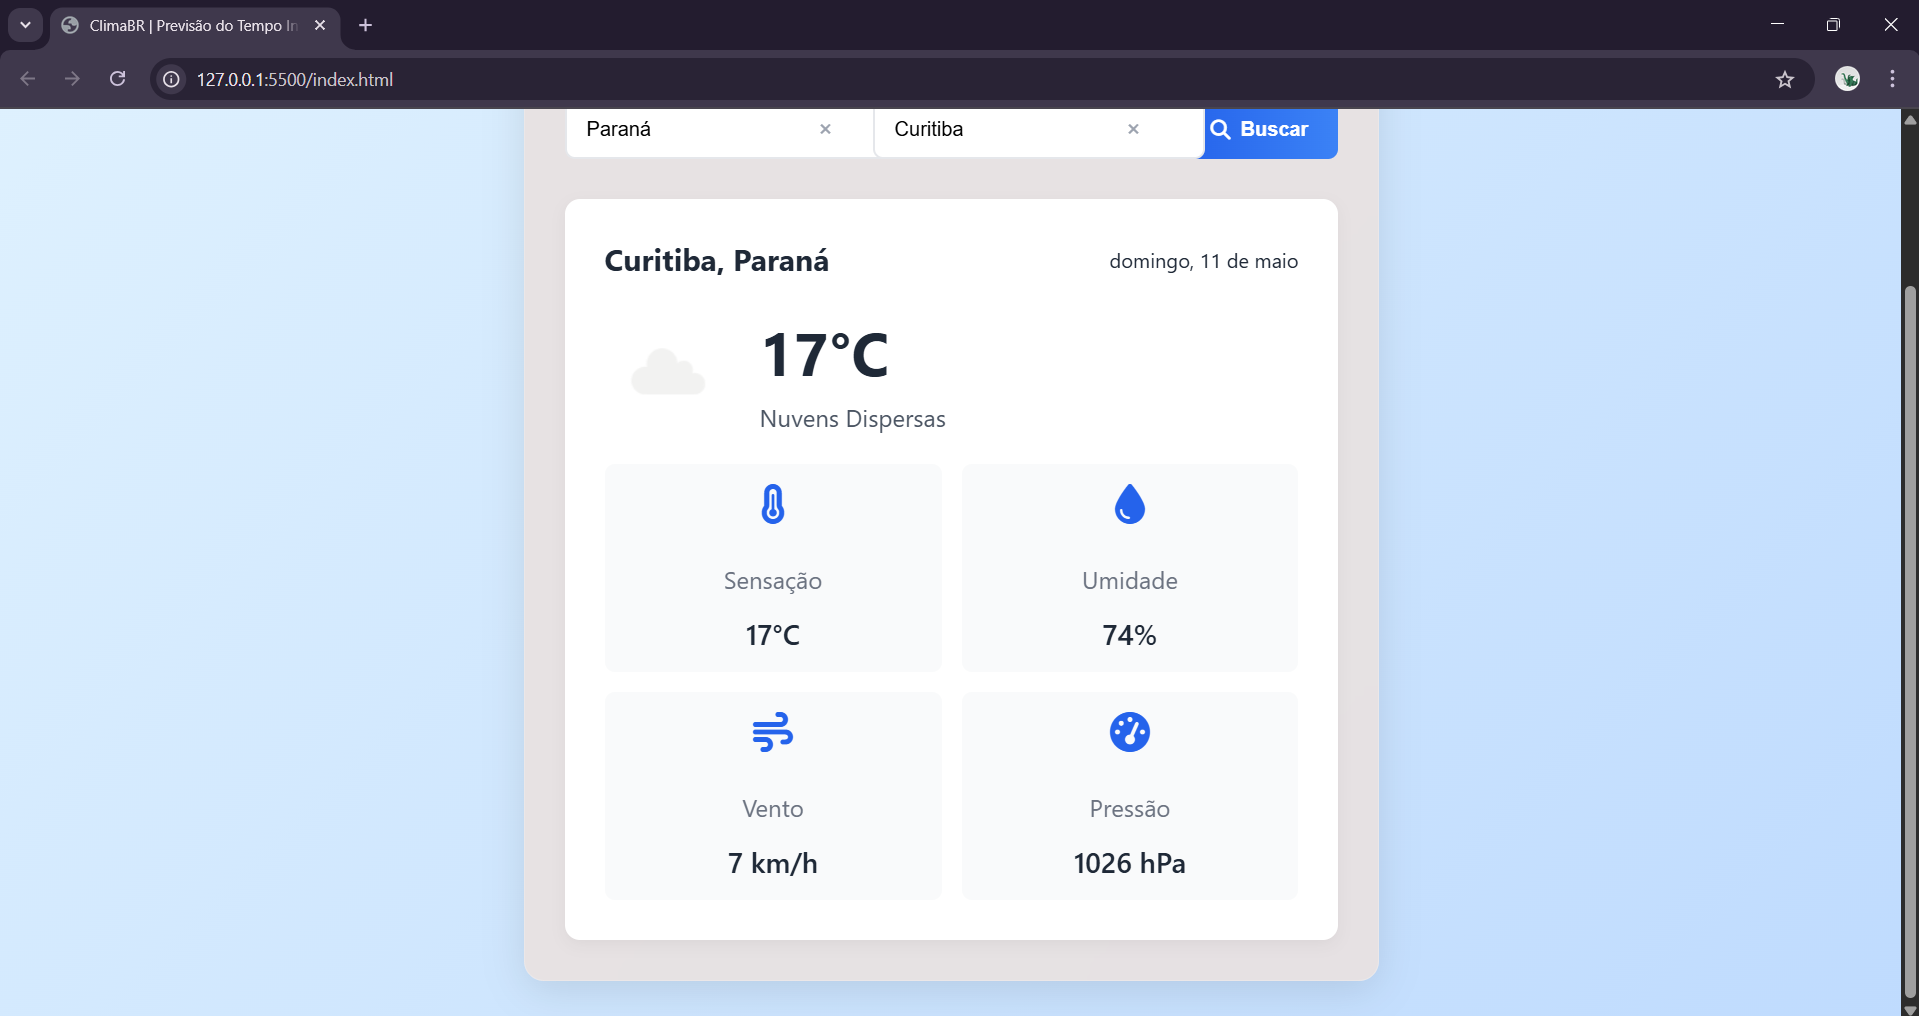 ClimaBR | Previsão do Tempo In
127.0.0.1:5500/index.html
Paraná
Curitiba
Buscar
Curitiba, Paraná
domingo, 11 de maio
17°C
Nuvens Dispersas
Sensação
17°C
Umidade
74%
Vento
7 km/h
Pressão
1026 hPa